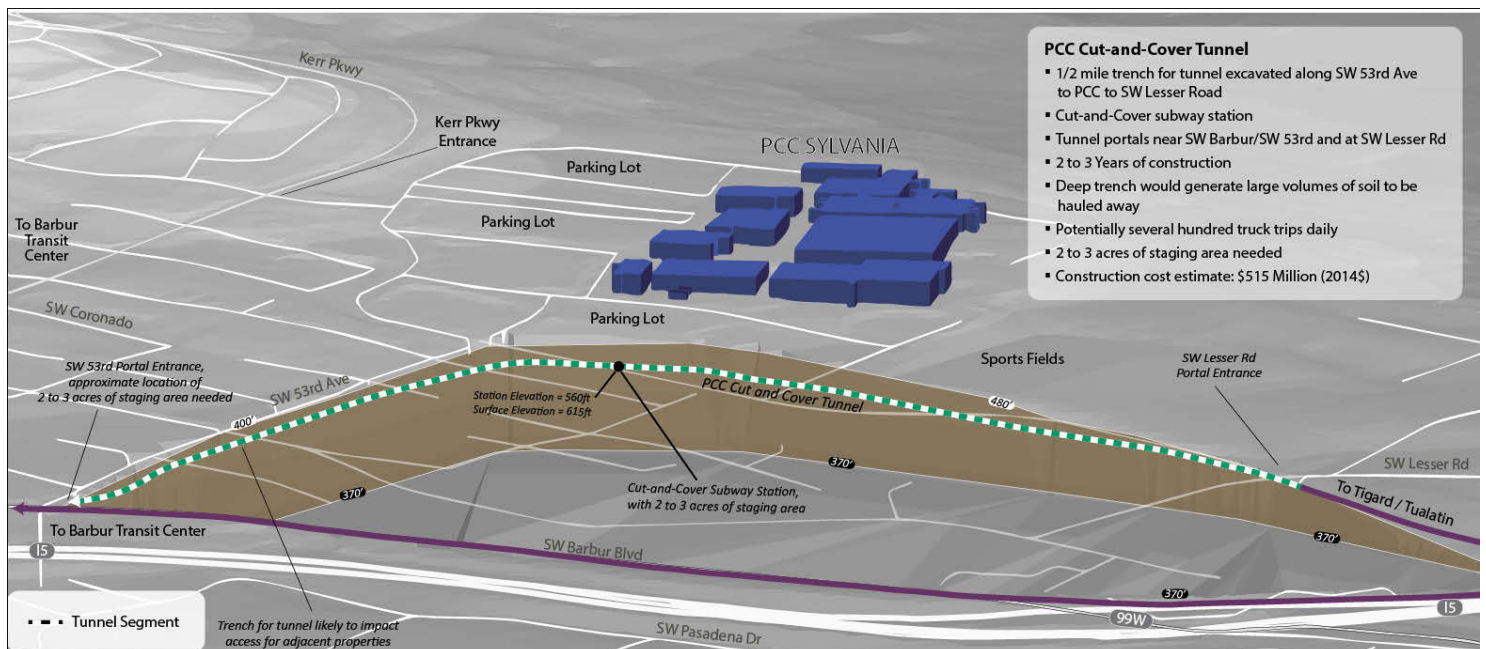 Kerr Pkwy
Kerr Pkwy
Entrance
PCC SYLVANIA
Parking Lot
Parking Lot
Parking Lot
To Barbur
Transit
Center
PCC Cut-and-Cover Tunnel
▪ 1/2 mile trench for tunnel excavated along SW 53rd Ave
to PCC to SW Lesser Road
▪ Cut-and-Cover subway station
▪ Tunnel portals near SW Barbur/SW 53rd and at SW Lesser Rd
▪ 2 to 3 Years of construction
▪ Deep trench would generate large volumes of soil to be
hauled away
▪ Potentially several hundred truck trips daily
▪ 2 to 3 acres of staging area needed
▪ Construction cost estimate: $515 Million (2014$)
SW Coronado
SW 53rd Portal Entrance,
approximate location of
2 to 3 acres of staging area needed
SW 53rd Ave
400'
Station Elevation = 560ft
Surface Elevation = 615ft
PCC Cut and Cover Tunnel
Sports Fields
480'
SW Lesser Rd
Portal Entrance
SW Lesser Rd
To Tigard / Tualatin
370'
370'
370'
370'
Cut-and-Cover Subway Station,
with 2 to 3 acres of staging area
To Barbur Transit Center
SW Barbur Blvd
I5
99W
I5
Tunnel Segment
Trench for tunnel likely to impact
access for adjacent properties
SW Pasadena Dr